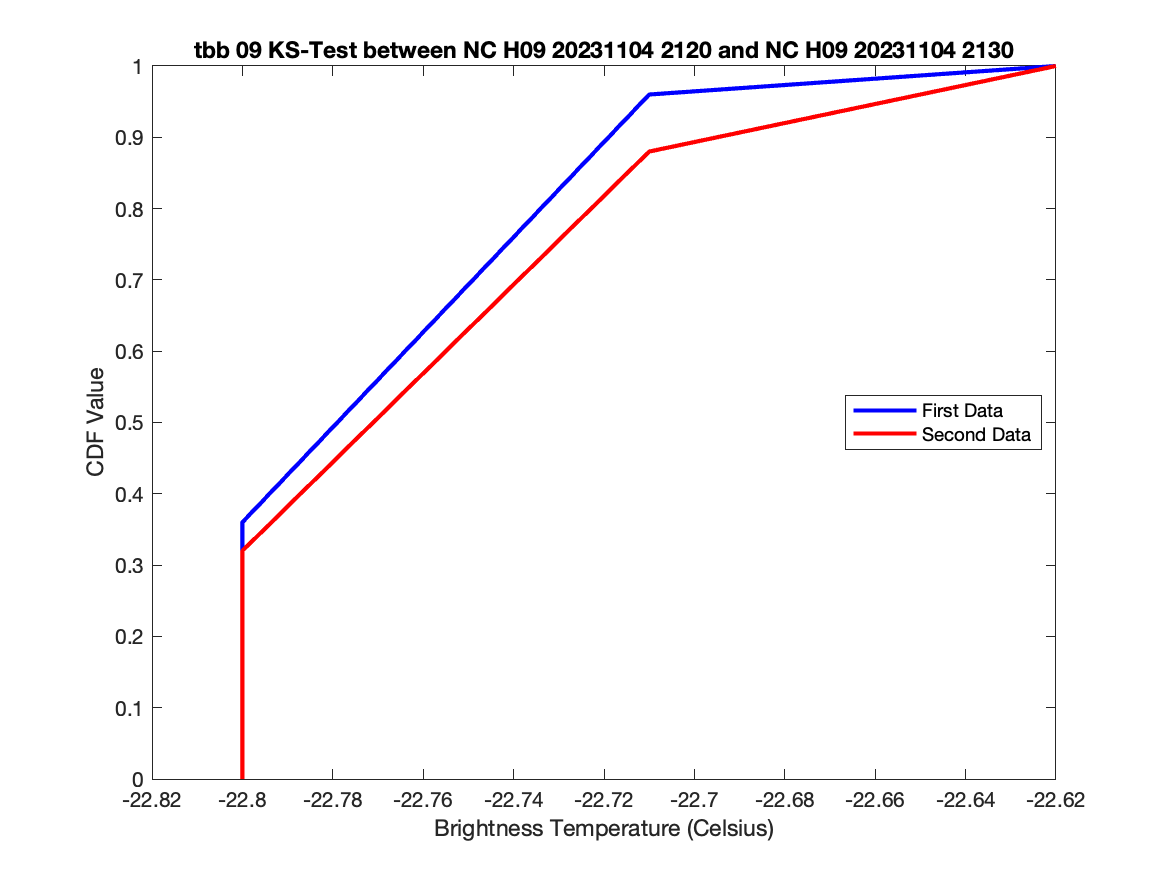 tbb 09 KS-Test between NC H09 20231104 2120 and NC H09 20231104 2130
1
0.9
0.8
0.7
0.6
0.5
0.4
0.3
0.2
0.1
0
CDF Value
First Data
Second Data
-22.82 -22.8 -22.78 -22.76 -22.74 -22.72 -22.7 -22.68 -22.66 -22.64 -22.62
Brightness Temperature (Celsius)